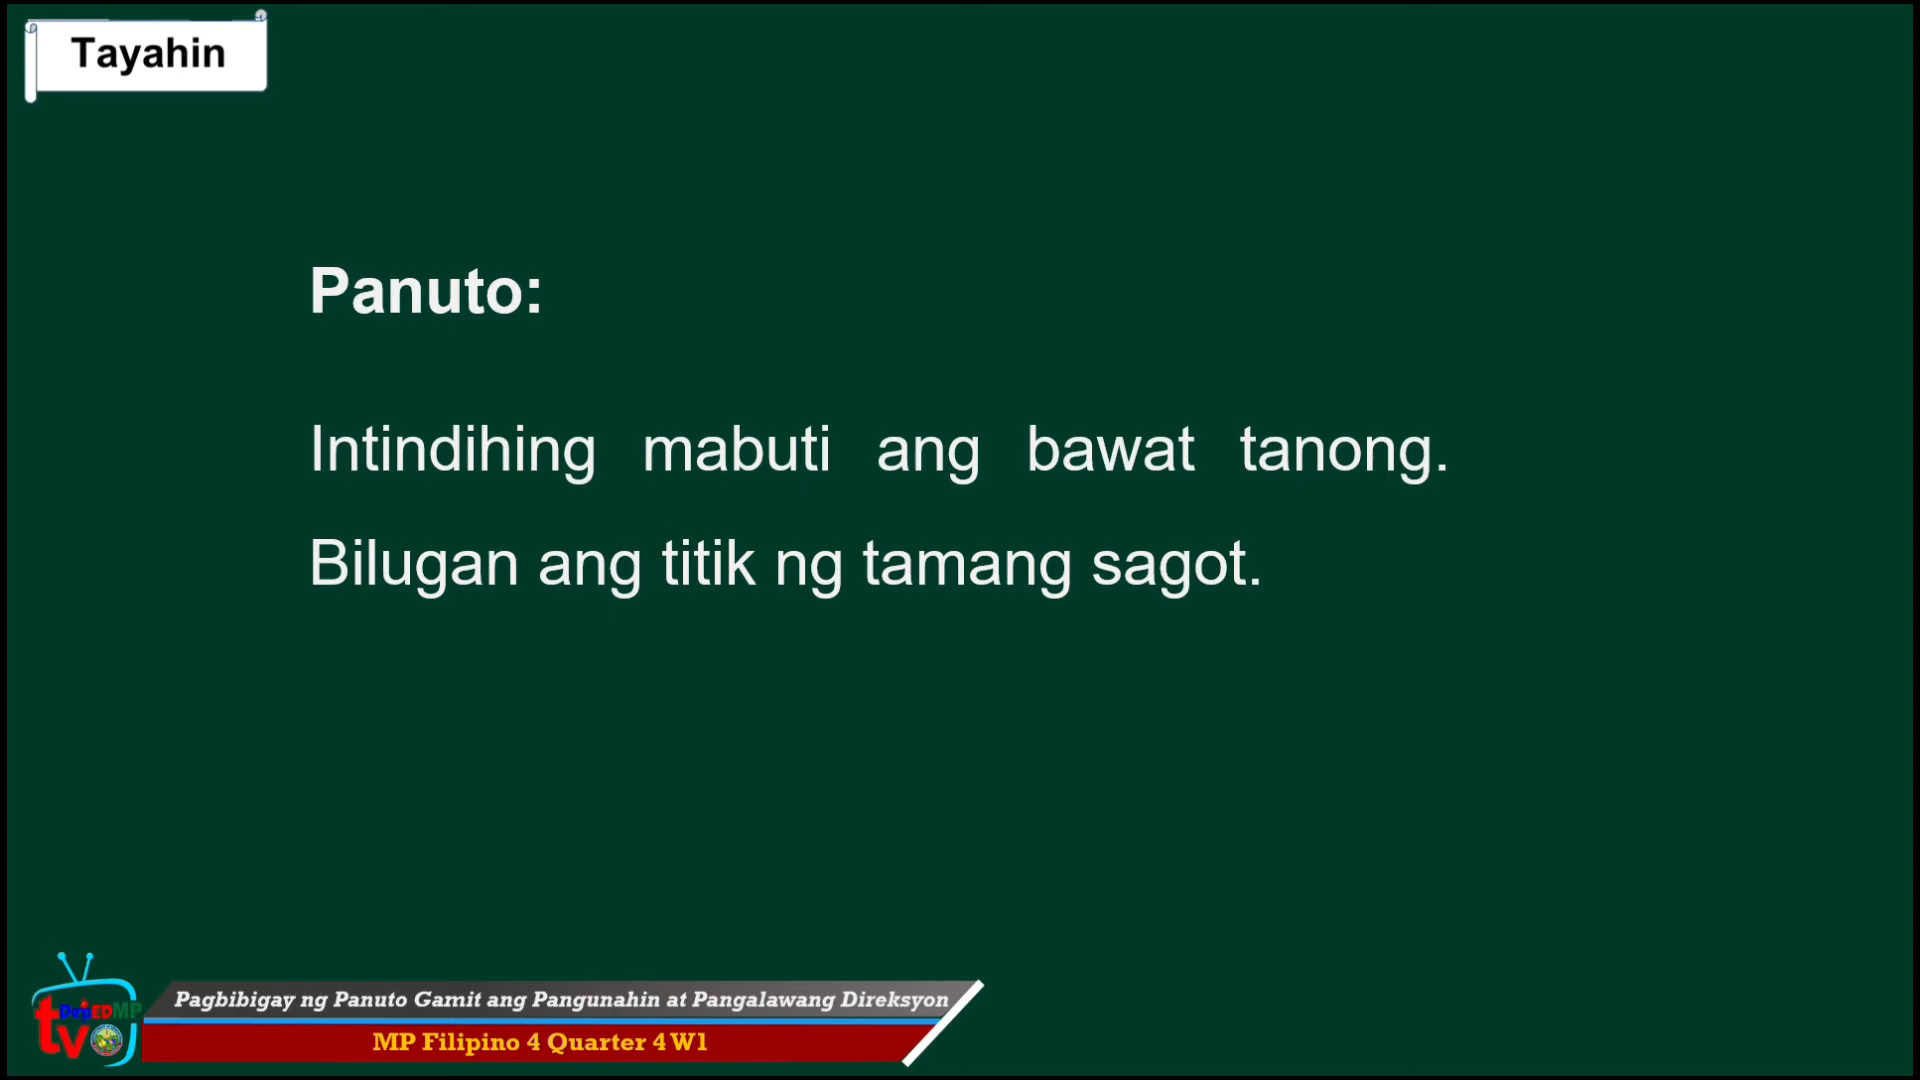 Tayahin
Panuto:
Intindihing mabuti ang bawat tanong.
Bilugan ang titik ng tamang sagot.
DepEDMP
tv
Pagbibigay ng Panuto Gamit ang Pangunahin at Pangalawang Direksyon
MP Filipino 4 Quarter 4 W1